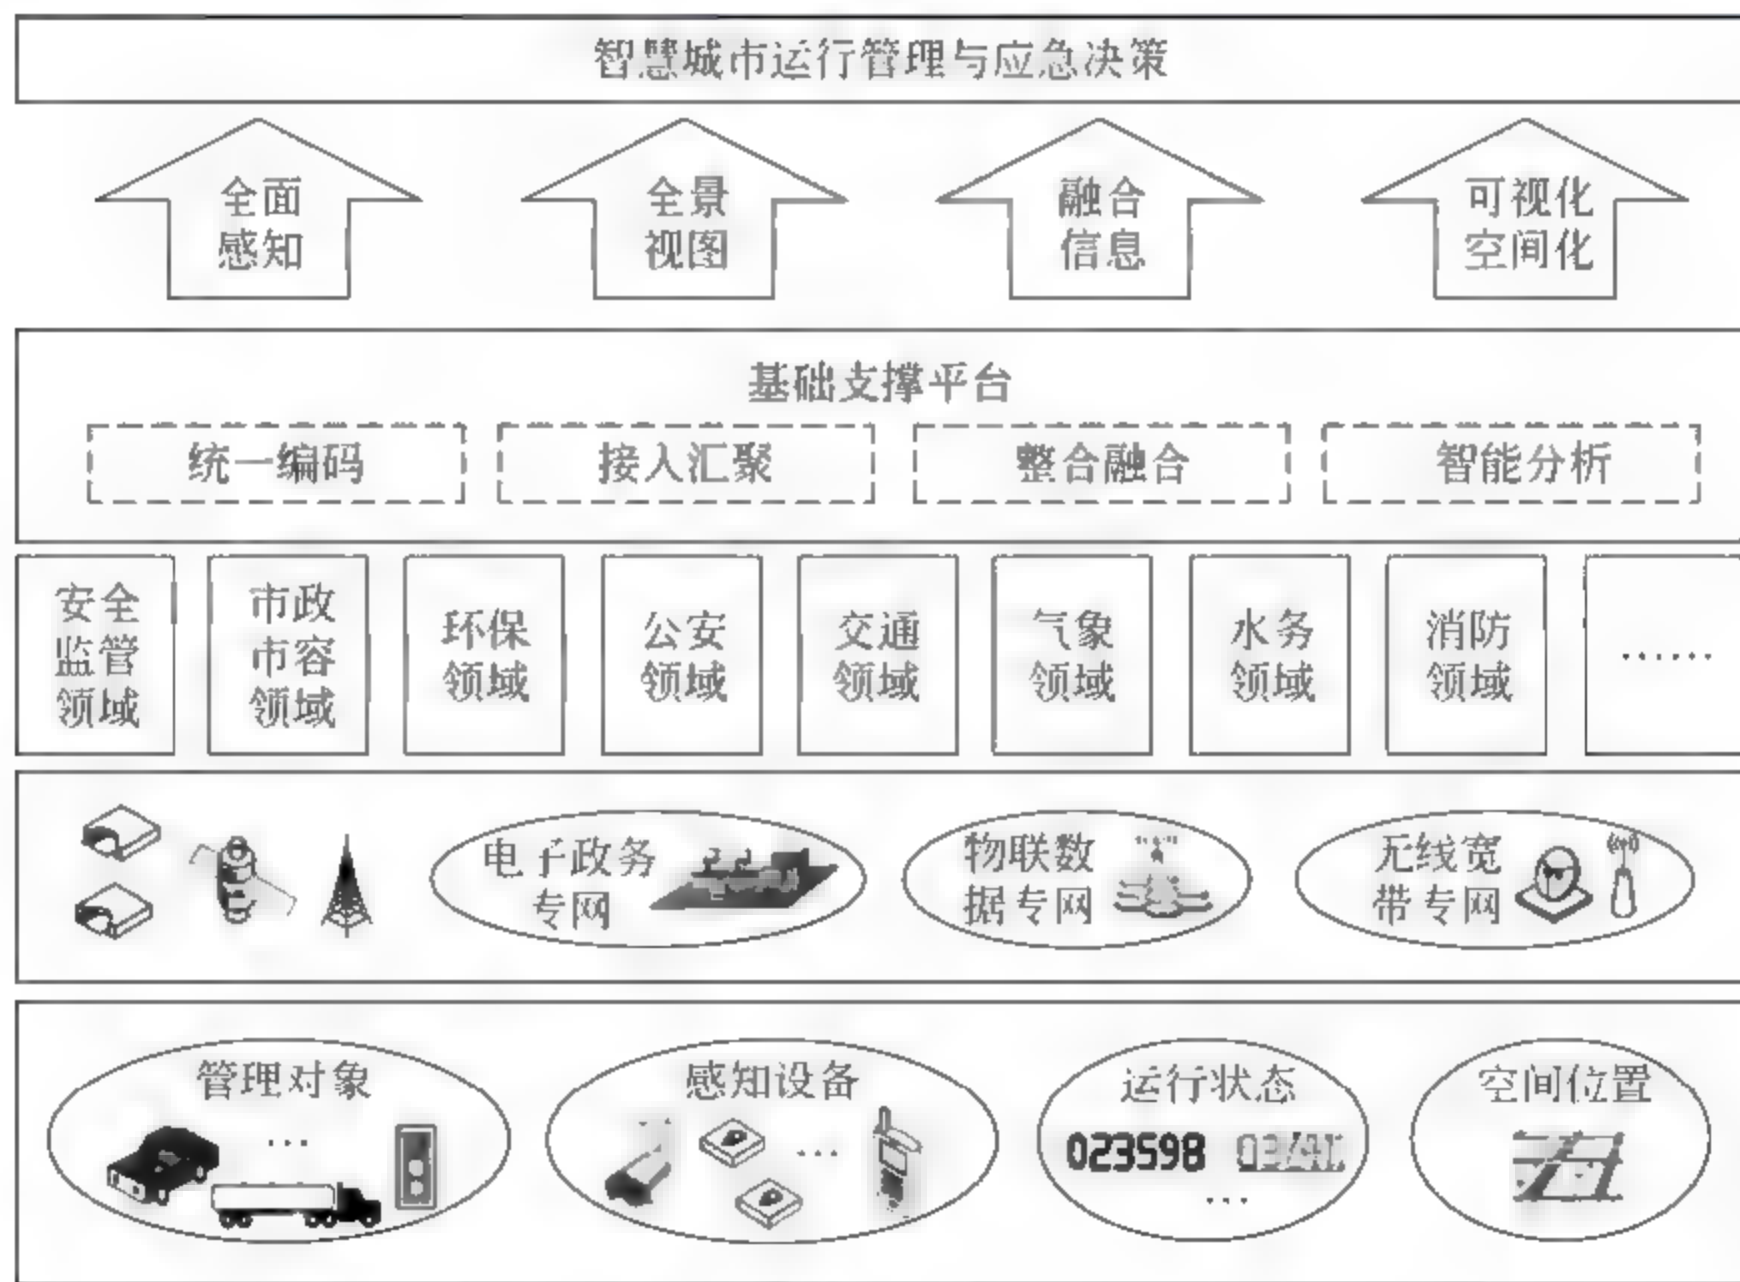 智慧城市运行管理与应急决策
全面
感知
全景
视图
融合
信息
可视化
空间化
基础支撑平台
统一编码
接入汇聚
整合融合
智能分析
安全
监管
领域
市政
市容
领域
环保
领域
公安
领域
交通
领域
气象
领域
水务
领域
消防
领域
……
电子政务
专网
物联数
据专网
无线宽
带专网
管理对象
…
感知设备
…
运行状态
023598
…
空间位置